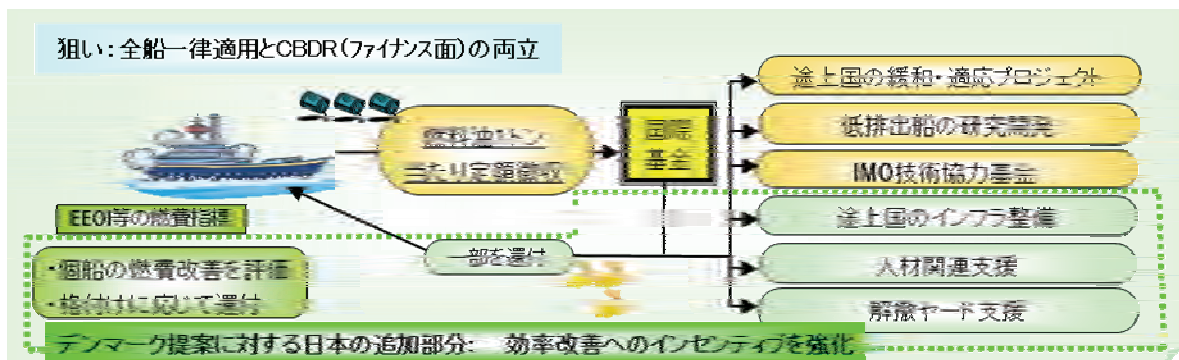 狙い：全船一律適用とCBDR（ファイナンス面）の両立
燃料油1トン
当たり定額徴収
国際
基金
途上国の緩和・適応プロジェクト
低排出船の研究開発
IMO技術協力基金
途上国のインフラ整備
人材関連支援
解撤ヤード支援
EEOI等の燃費指標
一部を還付
・個船の燃費改善を評価
・格付けに応じて還付
デンマーク提案に対する日本の追加部分： 効率改善へのインセンティブを強化